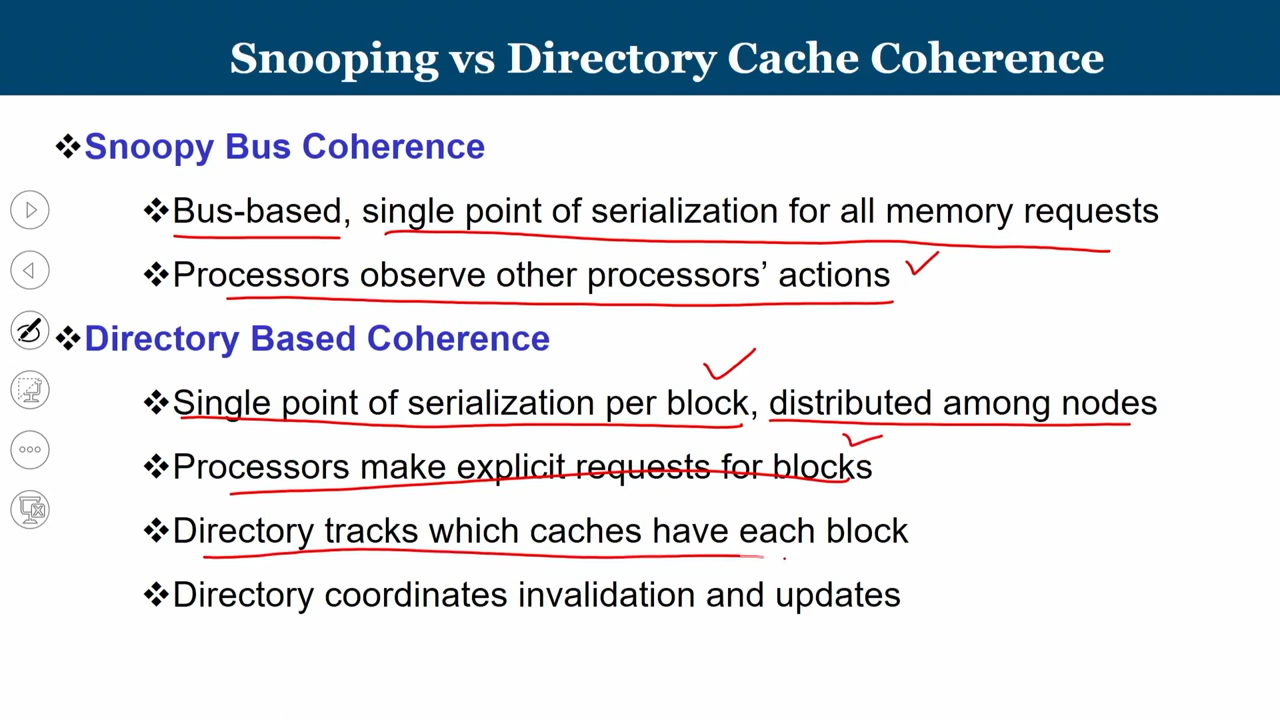 Snooping vs Directory Cache Coherence
❖Snoopy Bus Coherence
❖Bus-based, single point of serialization for all memory requests
❖Processors observe other processors’ actions
❖Directory Based Coherence
❖Single point of serialization per block, distributed among nodes
❖Processors make explicit requests for blocks
❖Directory tracks which caches have each block
❖Directory coordinates invalidation and updates